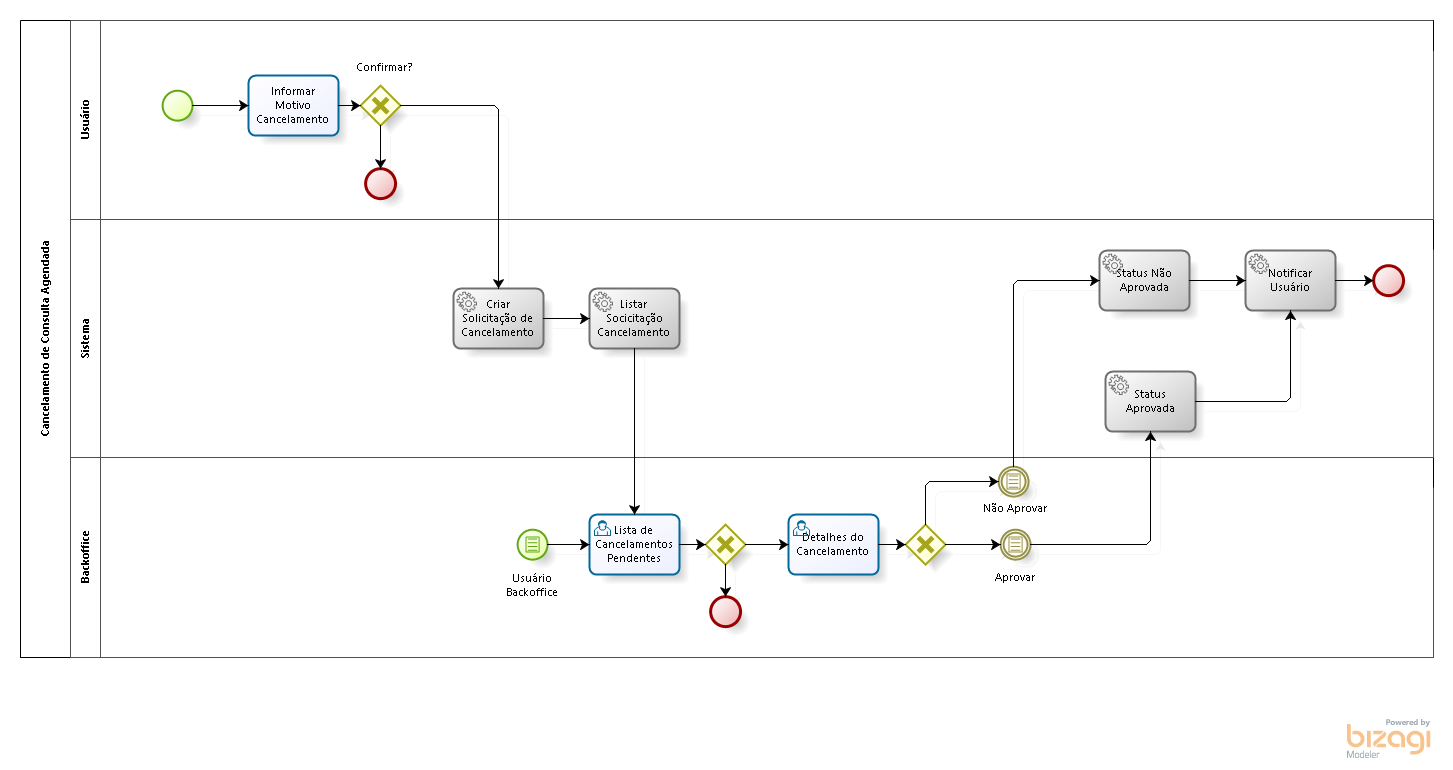 Cancelamento de Consulta Agendada
Usuário
Confirmar?
Informar
Motivo
Cancelamento
Sistema
Criar
Solicitação de
Cancelamento
Listar
Socicitação
Cancelamento
Status Não
Aprovada
Notificar
Usuário
Status
Aprovada
Backoffice
Usuário
Backoffice
Lista de
Cancelamentos
Pendentes
Detalhes do
Cancelamento
Não Aprovar
Aprovar
Powered by
bizagi
Modeler